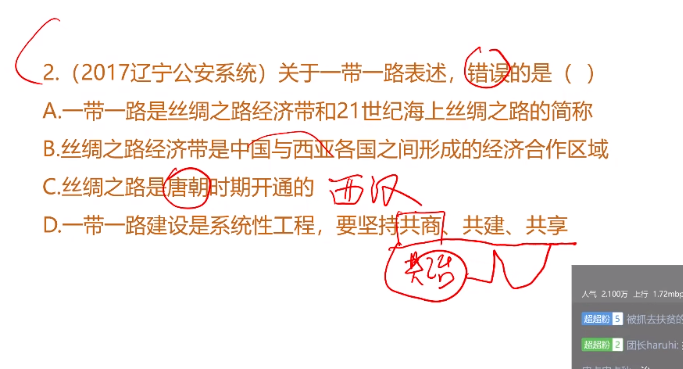 2.（2017辽宁公安系统）关于一带一路表述，错误的是（ ）
A.一带一路是丝绸之路经济带和21世纪海上丝绸之路的简称
B.丝绸之路经济带是中国与西亚各国之间形成的经济合作区域
C.丝绸之路是唐朝时期开通的 西汉
D.一带一路建设是系统性工程，要坚持共商、共建、共享
人气 2.100万 上行 1.72mbp
超超粉 5 被抓去扶贫的
超超粉 2 团长haruhi: